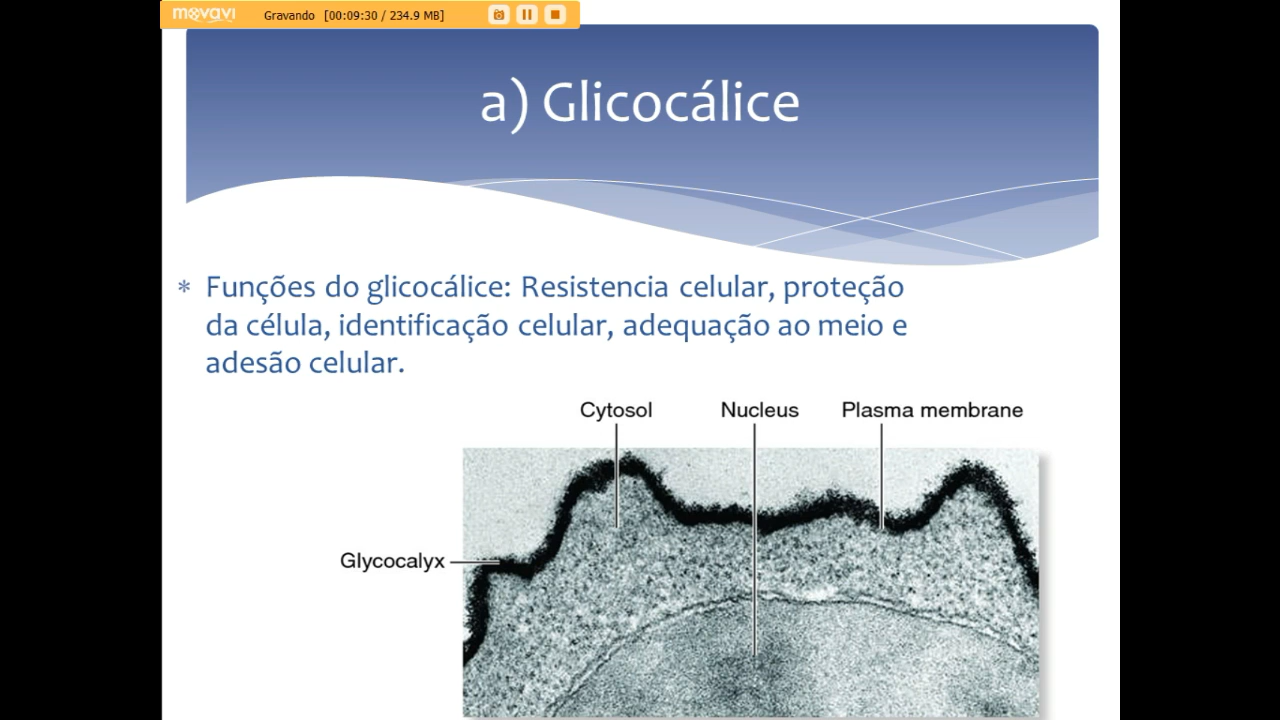 movavi Gravando [00:09:30 / 234.9 MB]
a) Glicocálice
* Funções do glicocálice: Resistencia celular, proteção
da célula, identificação celular, adequação ao meio e
adesão celular.
Cytosol Nucleus Plasma membrane
Glycocalyx